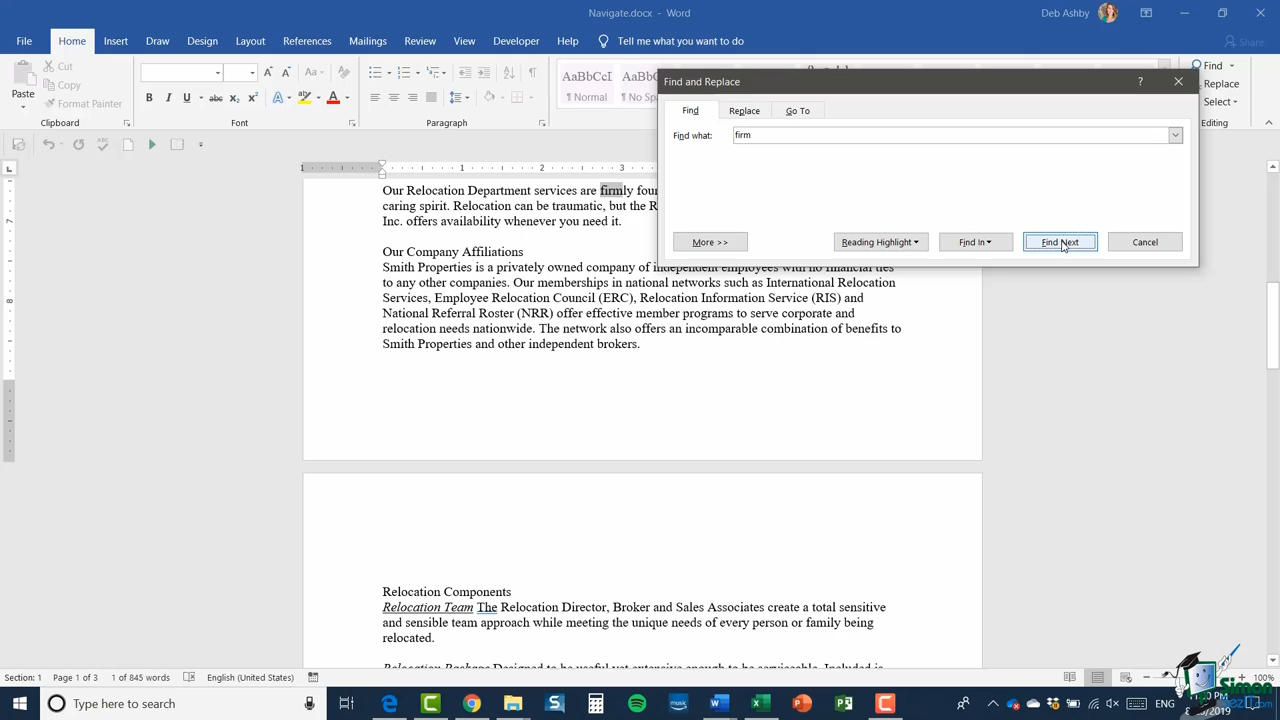 Navigate.docx - Word
Deb Ashby
File Home Insert Draw Design Layout References Mailings Review View Developer Help Tell me what you want to do
Share
Paste
Cut
Copy
Format Painter
Clipboard
Font
Paragraph
AaBbCcI
¶ Normal
¶ No Sp
Find
Replace
Select
Editing
Find and Replace
Find
Replace
Go To
Find what:
firm
More >>
Reading Highlight
Find In
Find Next
Cancel
Our Relocation Department services are firmly foun
caring spirit. Relocation can be traumatic, but the R
Inc. offers availability whenever you need it.
Our Company Affiliations
Smith Properties is a privately owned company of independent employees with no financial ties
to any other companies. Our memberships in national networks such as International Relocation
Services, Employee Relocation Council (ERC), Relocation Information Service (RIS) and
National Referral Roster (NRR) offer effective member programs to serve corporate and
relocation needs nationwide. The network also offers an incomparable combination of benefits to
Smith Properties and other independent brokers.
Relocation Components
Relocation Team The Relocation Director, Broker and Sales Associates create a total sensitive
and sensible team approach while meeting the unique needs of every person or family being
relocated.
Relocation Package Designed to be useful yet extensive enough to be serviceable. Included is
Section: 1 Page 1 of 3 1 of 845 words English (United States)
100%
Type here to search
ENG
Simon